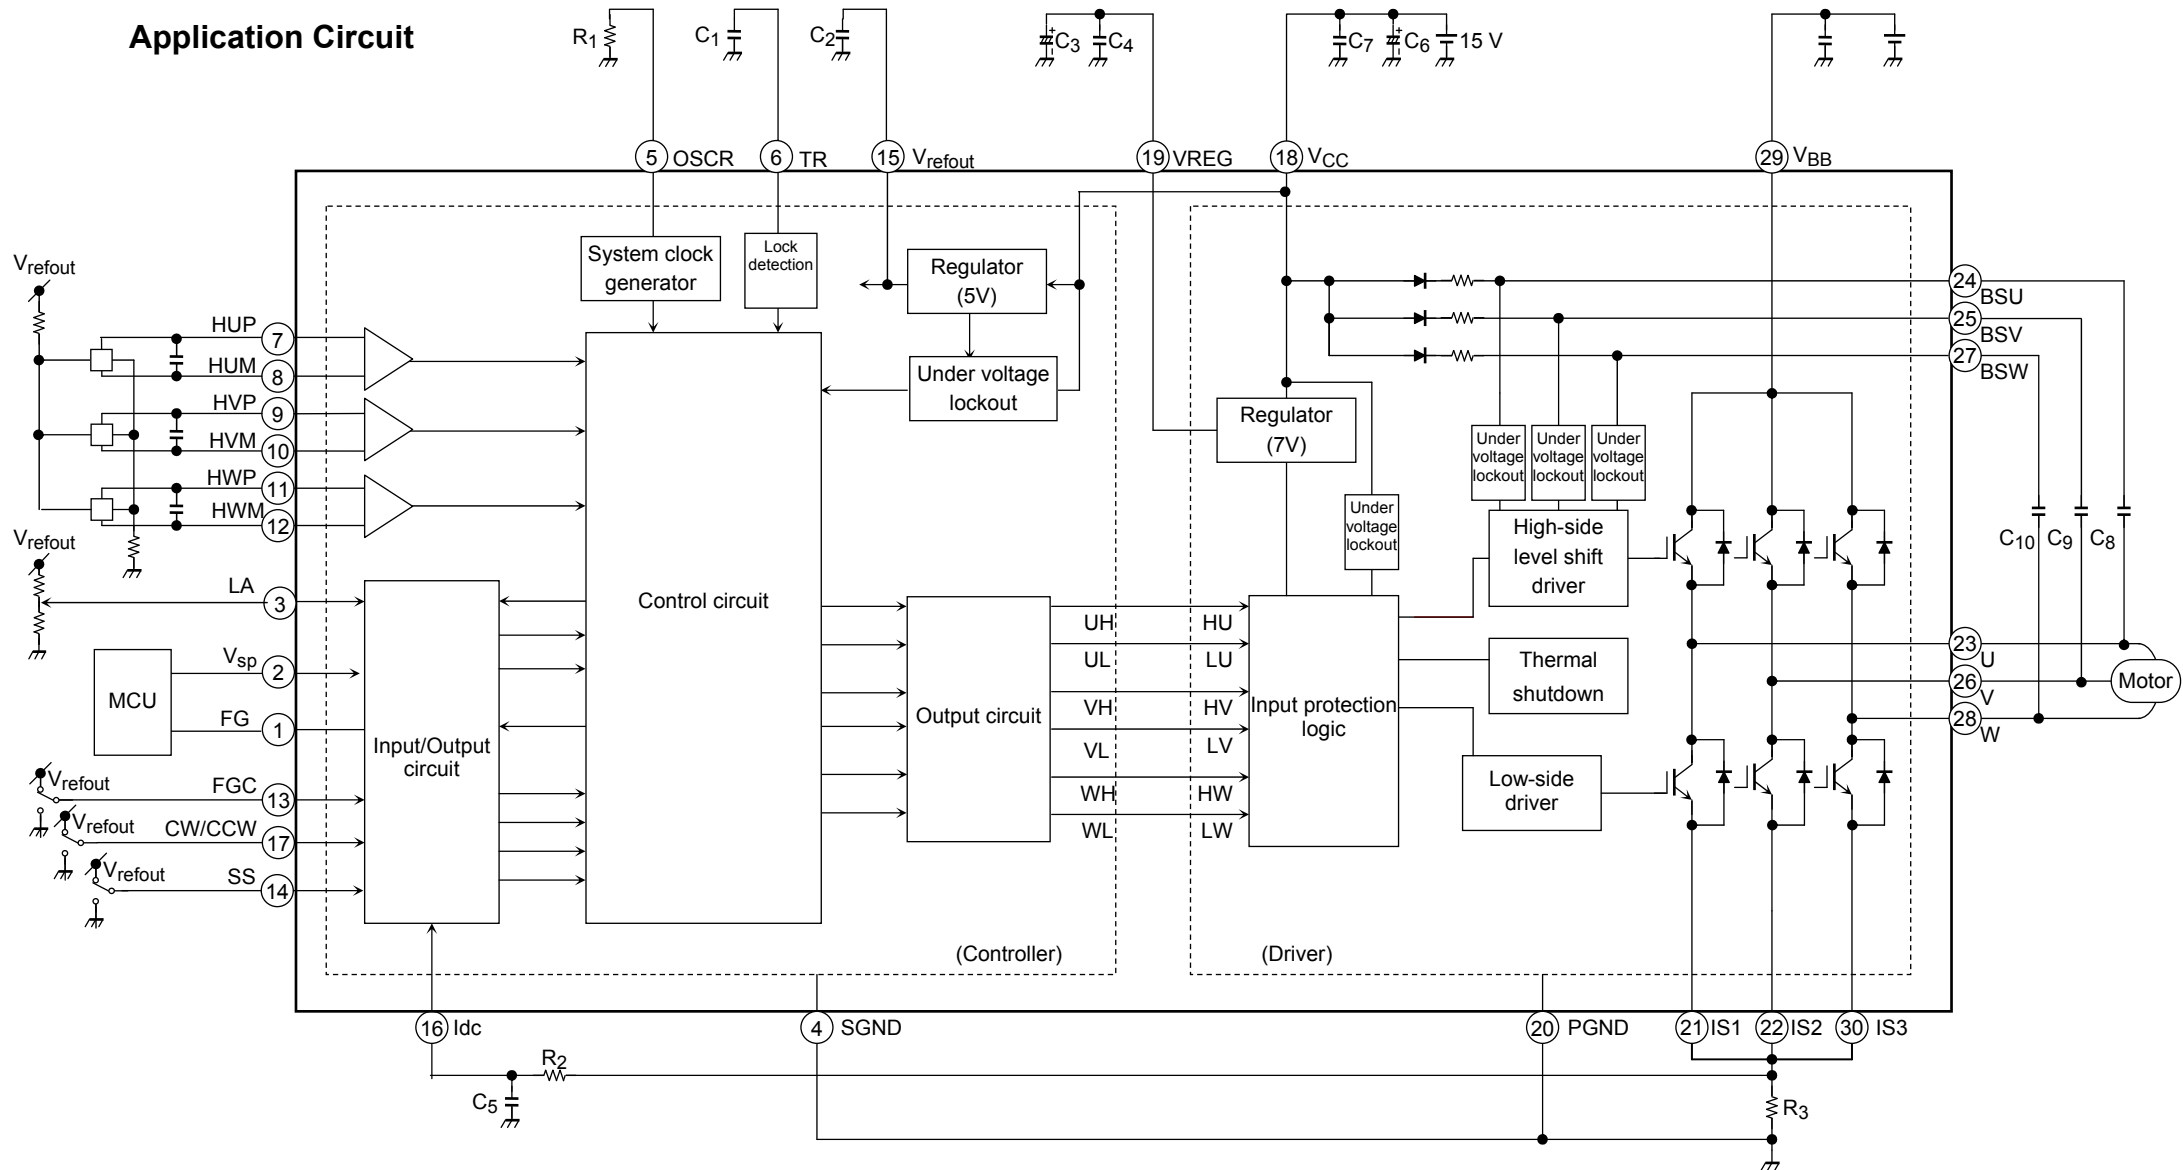 Application Circuit
R1
C1
C2
C3
C4
C7
C6
15 V
5 OSCR
6 TR
15 Vrefout
19 VREG
18 VCC
29 VBB
System clock
generator
Lock
detection
Regulator
(5V)
Under voltage
lockout
Vrefout
HUP 7
HUM 8
HVP 9
HVM 10
HWP 11
HWM 12
Vrefout
LA 3
MCU
Vsp 2
FG 1
Vrefout
FGC 13
Vrefout
CW/CCW 17
Vrefout
SS 14
Input/Output
circuit
Control circuit
Output circuit
UH
UL
VH
VL
WH
WL
HU
LU
HV
LV
HW
LW
(Controller)
(Driver)
Regulator
(7V)
Under
voltage
lockout
Under
voltage
lockout
Under
voltage
lockout
Under
voltage
lockout
High-side
level shift
driver
Input protection
logic
Thermal
shutdown
Low-side
driver
24
BSU
25
BSV
27
BSW
C10
C9
C8
23
U
26
V
28
W
Motor
16 Idc
4 SGND
20 PGND
21 IS1
22 IS2
30 IS3
R2
C5
R3